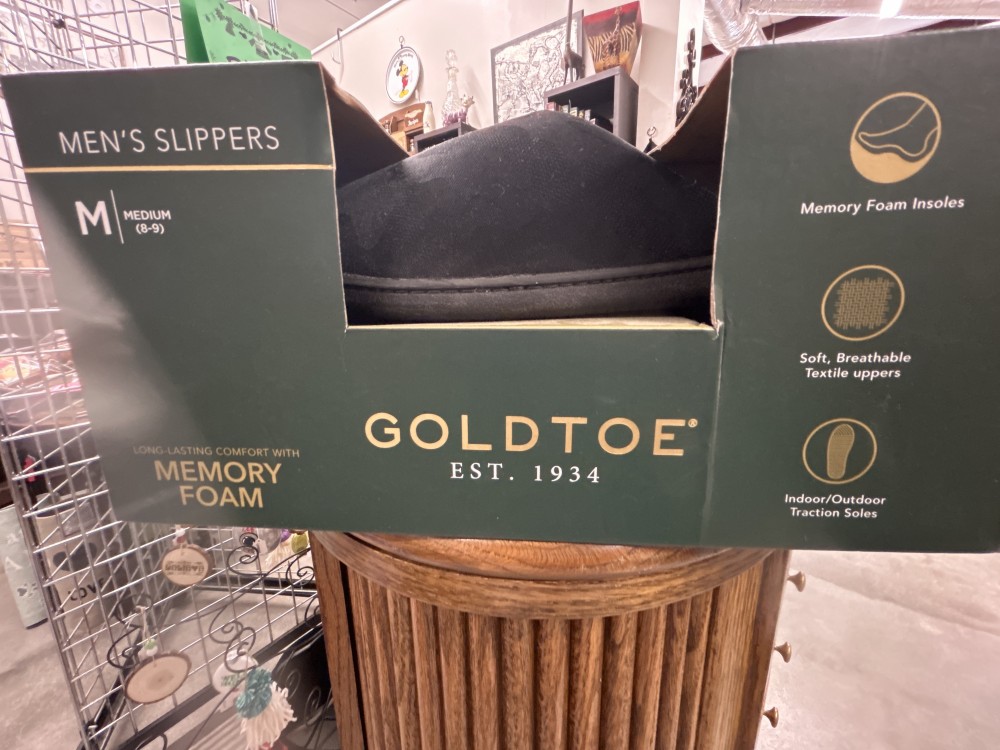 MEN'S SLIPPERS
M
MEDIUM
(8-9)
LONG-LASTING COMFORT WITH
MEMORY
FOAM
GOLDTOE®
EST. 1934
Memory Foam Insoles
Soft, Breathable
Textile uppers
Indoor/Outdoor
Traction Soles